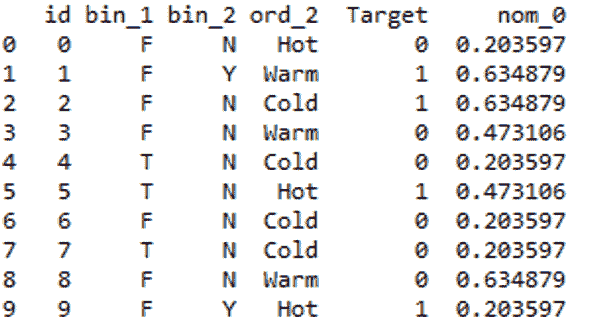 id bin_1 bin_2 ord_2 Target nom_0
0 0 F N Hot 0 0.203597
1 1 F Y Warm 1 0.634879
2 2 F N Cold 1 0.634879
3 3 F N Warm 0 0.473106
4 4 T N Cold 0 0.203597
5 5 T N Hot 1 0.473106
6 6 F N Cold 0 0.203597
7 7 T N Cold 0 0.203597
8 8 F N Warm 0 0.634879
9 9 F Y Hot 1 0.203597